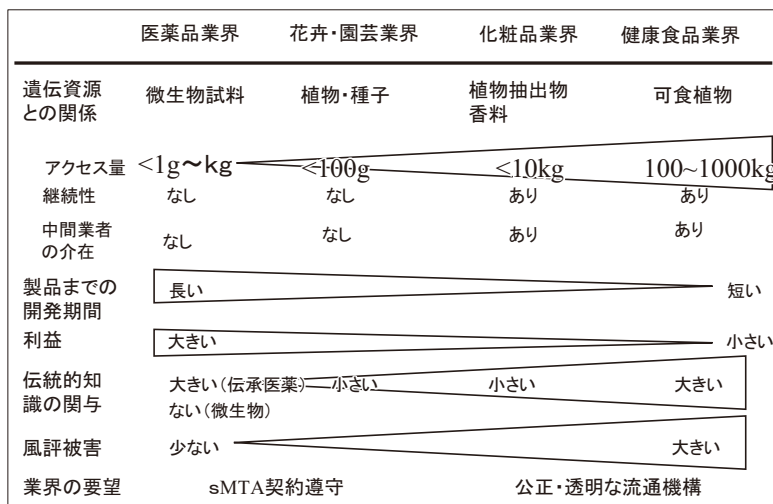 医薬品業界 花卉・園芸業界 化粧品業界 健康食品業界
遺伝資源
との関係 微生物試料 植物・種子 植物抽出物
香料 可食植物
アクセス量 <1g～kg <100g <10kg 100~1000kg
継続性 なし なし あり あり
中間業者
の介在 なし なし あり あり
製品までの
開発期間 長い 短い
利益 大きい 小さい
伝統的知
識の関与 大きい（伝承医薬） 小さい 小さい 大きい
ない（微生物）
風評被害 少ない 大きい
業界の要望 sMTA契約遵守 公正・透明な流通機構